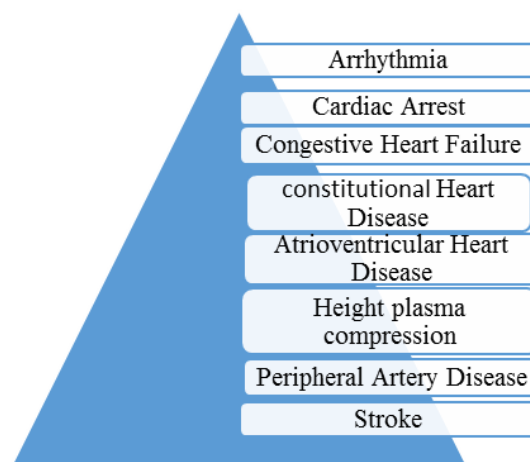 Arrhythmia
Cardiac Arrest
Congestive Heart Failure
constitutional Heart
Disease
Atrioventricular Heart
Disease
Height plasma
compression
Peripheral Artery Disease
Stroke